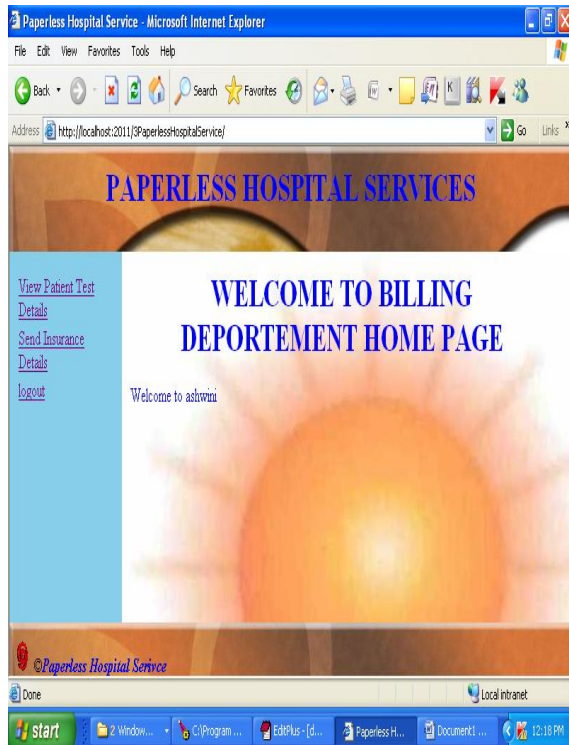 Paperless Hospital Service - Microsoft Internet Explorer
File Edit View Favorites Tools Help
Back Search Favorites
Address http://localhost:2011/3PaperlessHospitalService/ Go Links »
PAPERLESS HOSPITAL SERVICES
View Patient Test
Details
Send Insurance
Details
logout
WELCOME TO BILLING
DEPORTEMENT HOME PAGE
Welcome to ashwini
©Paperless Hospital Serivce
Done Local intranet
start 2 Window... C:\Program ... EditPlus - [d... Paperless H... Document1 ... 12:18 PM